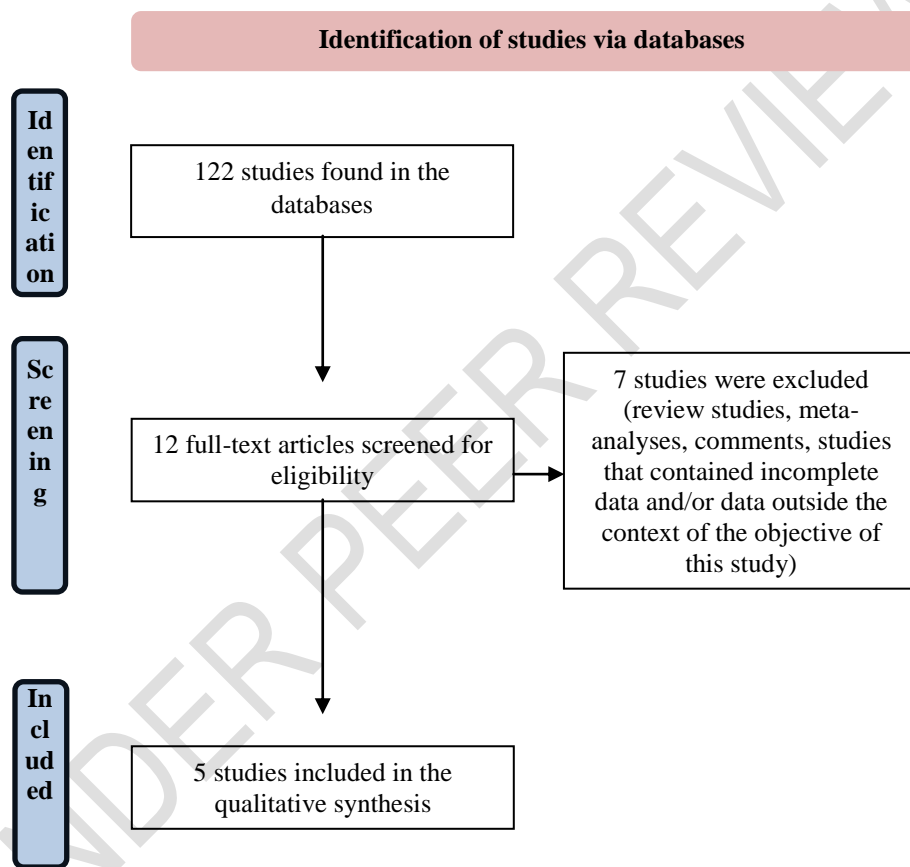 Identification of studies via databases
Id
en
tif
ic
ati
on
122 studies found in the
databases
Sc
re
en
in
g
12 full-text articles screened for
eligibility
7 studies were excluded
(review studies, meta-
analyses, comments, studies
that contained incomplete
data and/or data outside the
context of the objective of
this study)
In
cl
ud
ed
5 studies included in the
qualitative synthesis
NDER PEER REVIEW